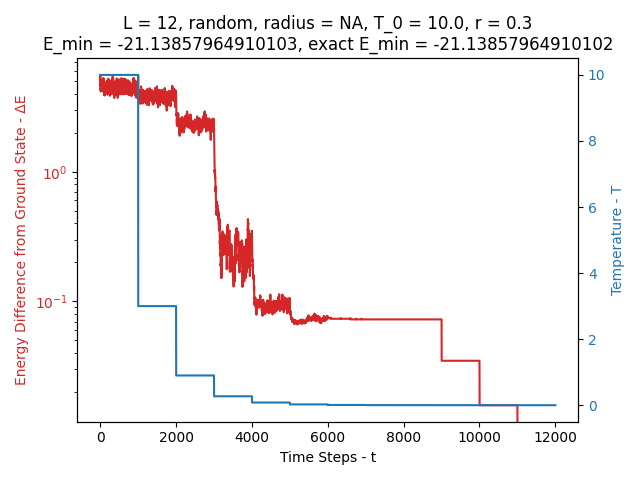 L = 12, random, radius = NA, T_0 = 10.0, r = 0.3
E_min = -21.13857964910103, exact E_min = -21.13857964910102
Energy Difference from Ground State - ΔE
10⁰
10⁻¹
10
8
6
4
2
0
Temperature - T
0 2000 4000 6000 8000 10000 12000
Time Steps - t